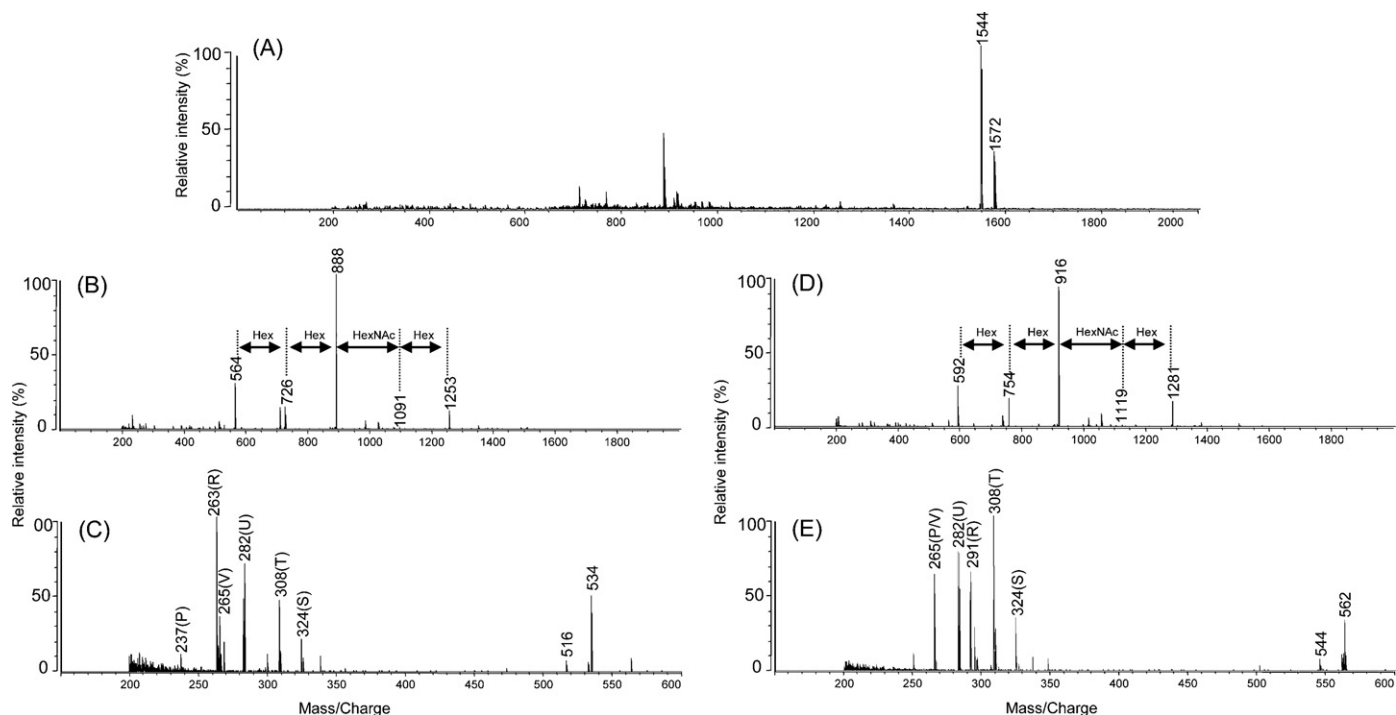 (A)
Relative intensity (%)
100
50
0
1544
1572
200 400 600 800 1000 1200 1400 1600 1800 2000
(B)
Relative intensity (%)
100
50
0
564
Hex
726
Hex
888
HexNAc
1091
Hex
1253
200 400 600 800 1000 1200 1400 1600 1800
(D)
Relative intensity (%)
100
50
0
592
Hex
754
Hex
916
HexNAc
1119
Hex
1281
200 400 600 800 1000 1200 1400 1600 1800
(C)
00
50
0
237(P)
263(R)
265(V)
282(U)
308(T)
324(S)
516
534
200 250 300 350 400 450 500 550 600
Mass/Charge
(E)
100
50
0
265(P/V)
282(U)
291(R)
308(T)
324(S)
544
562
200 250 300 350 400 450 500 550 600
Mass/Charge